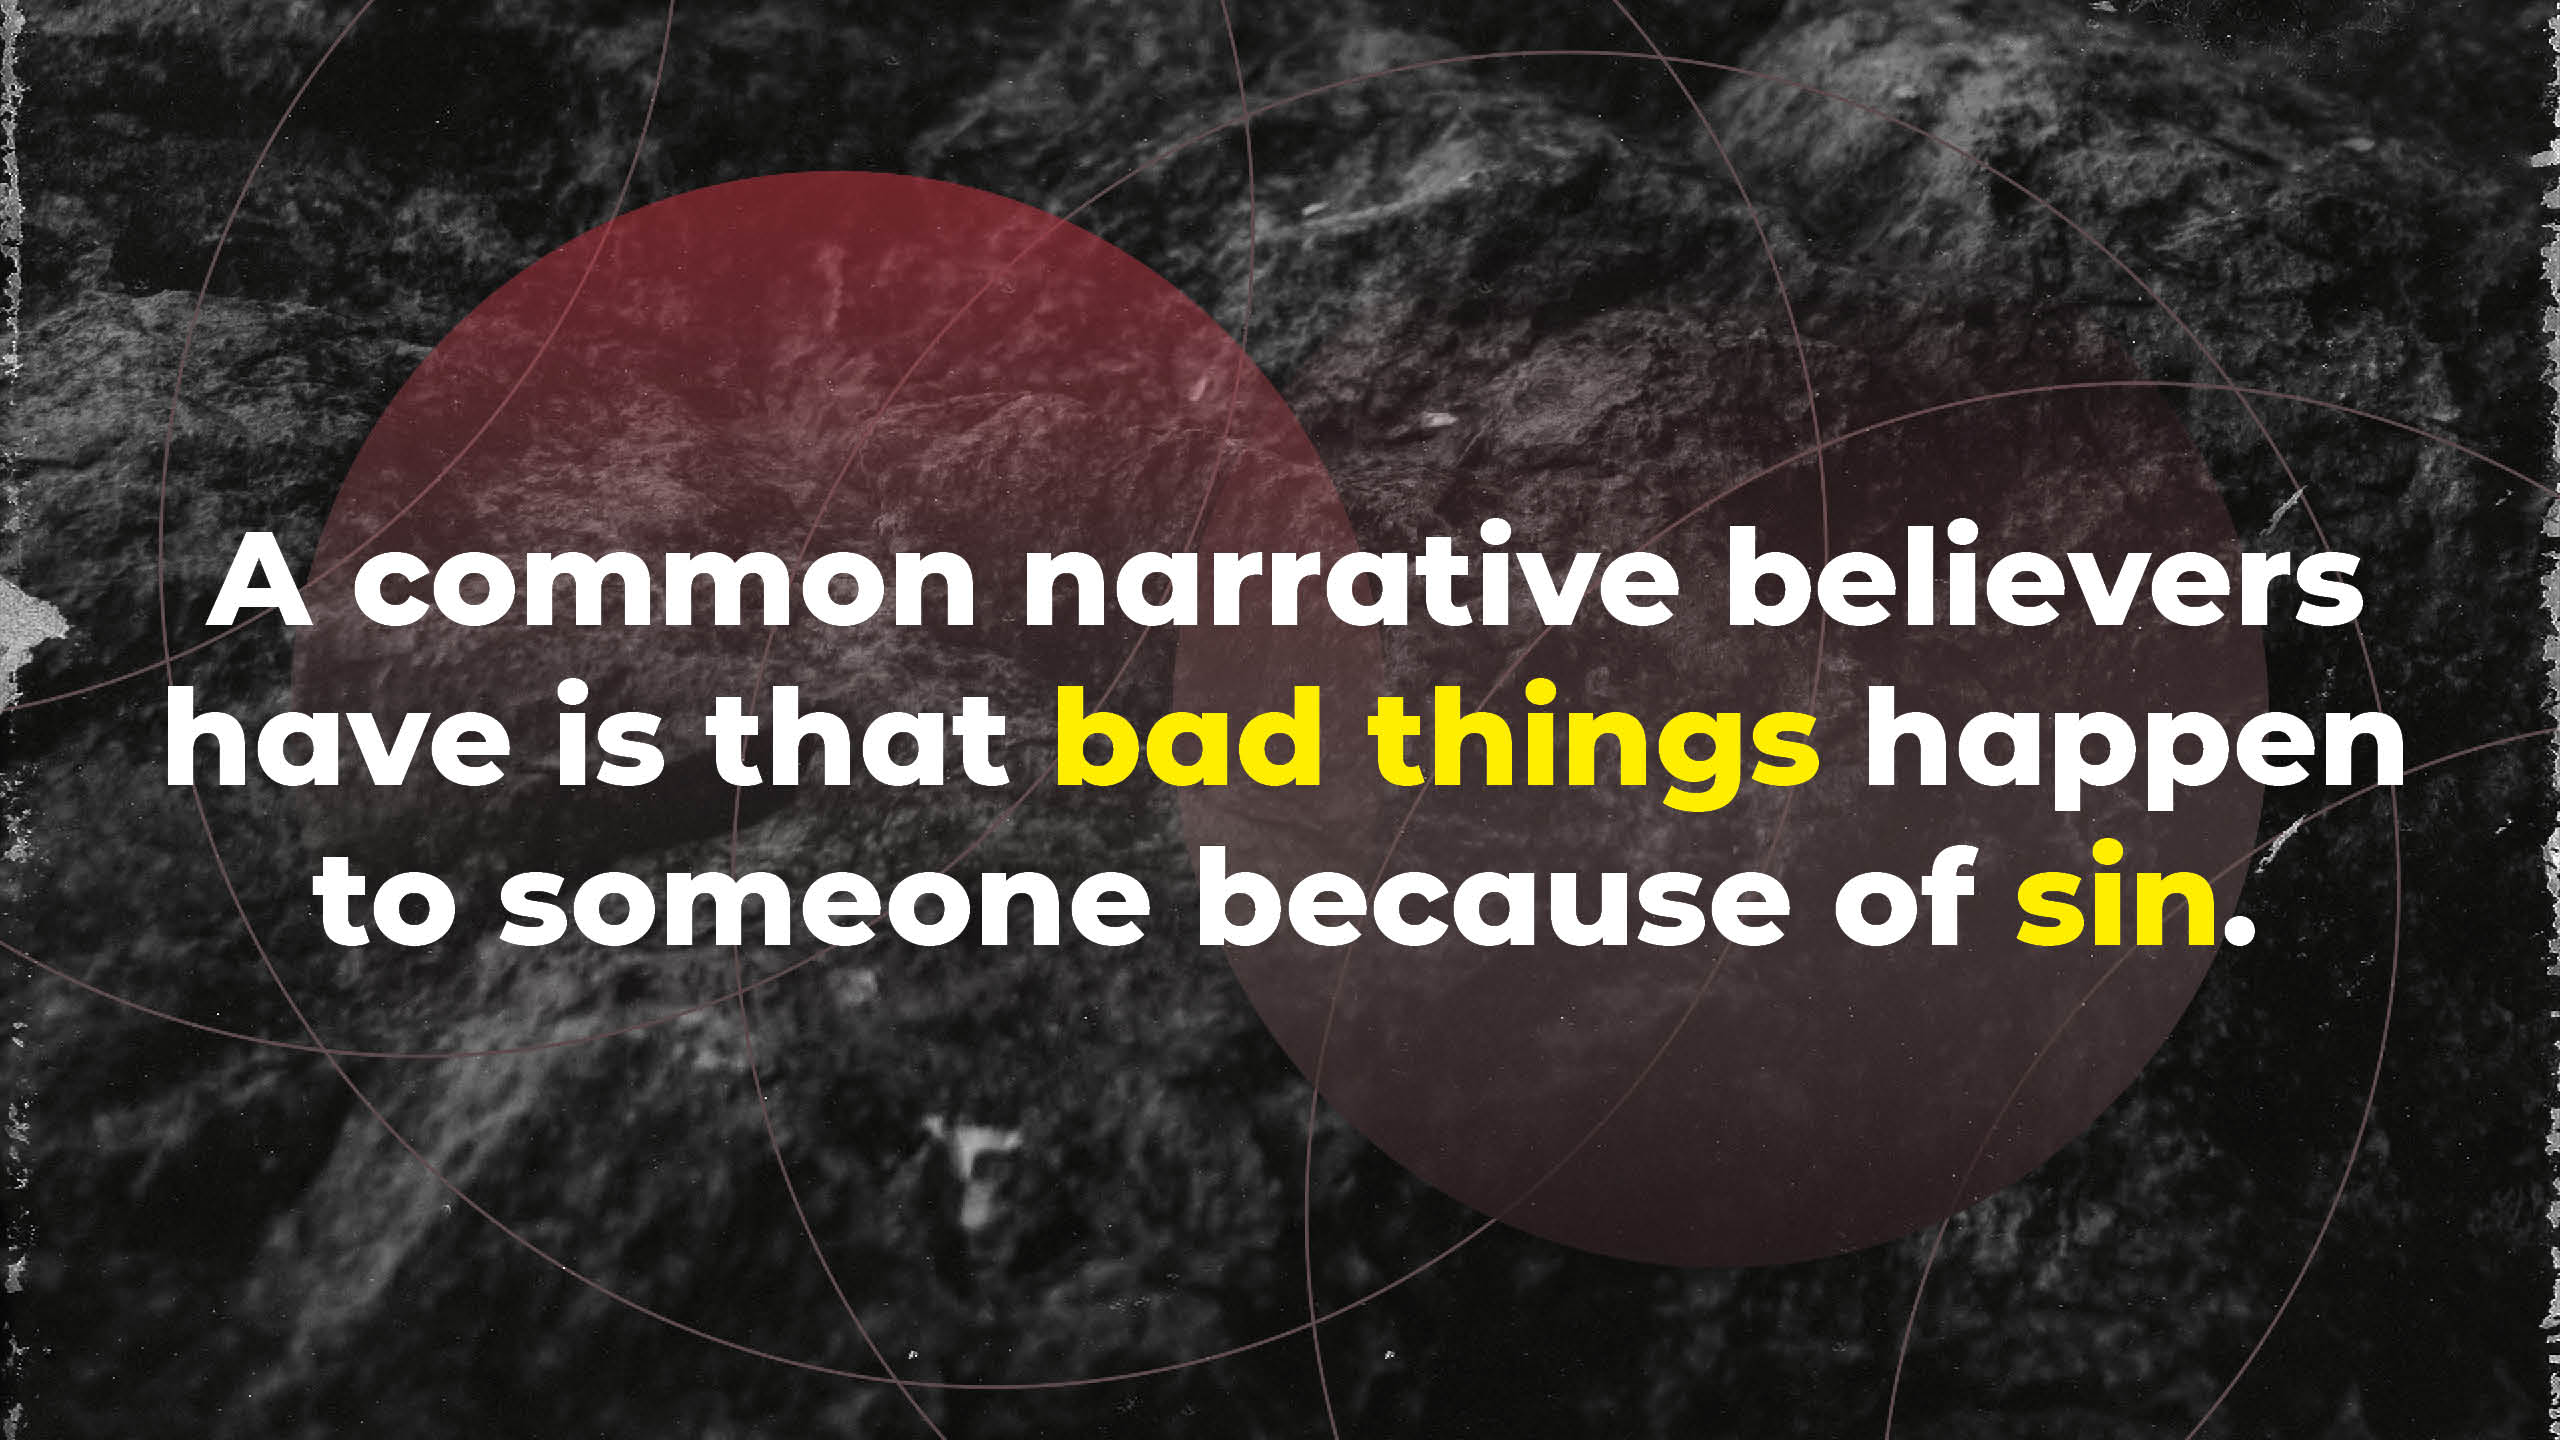 A common narrative believers
have is that bad things happen
to someone because of sin.